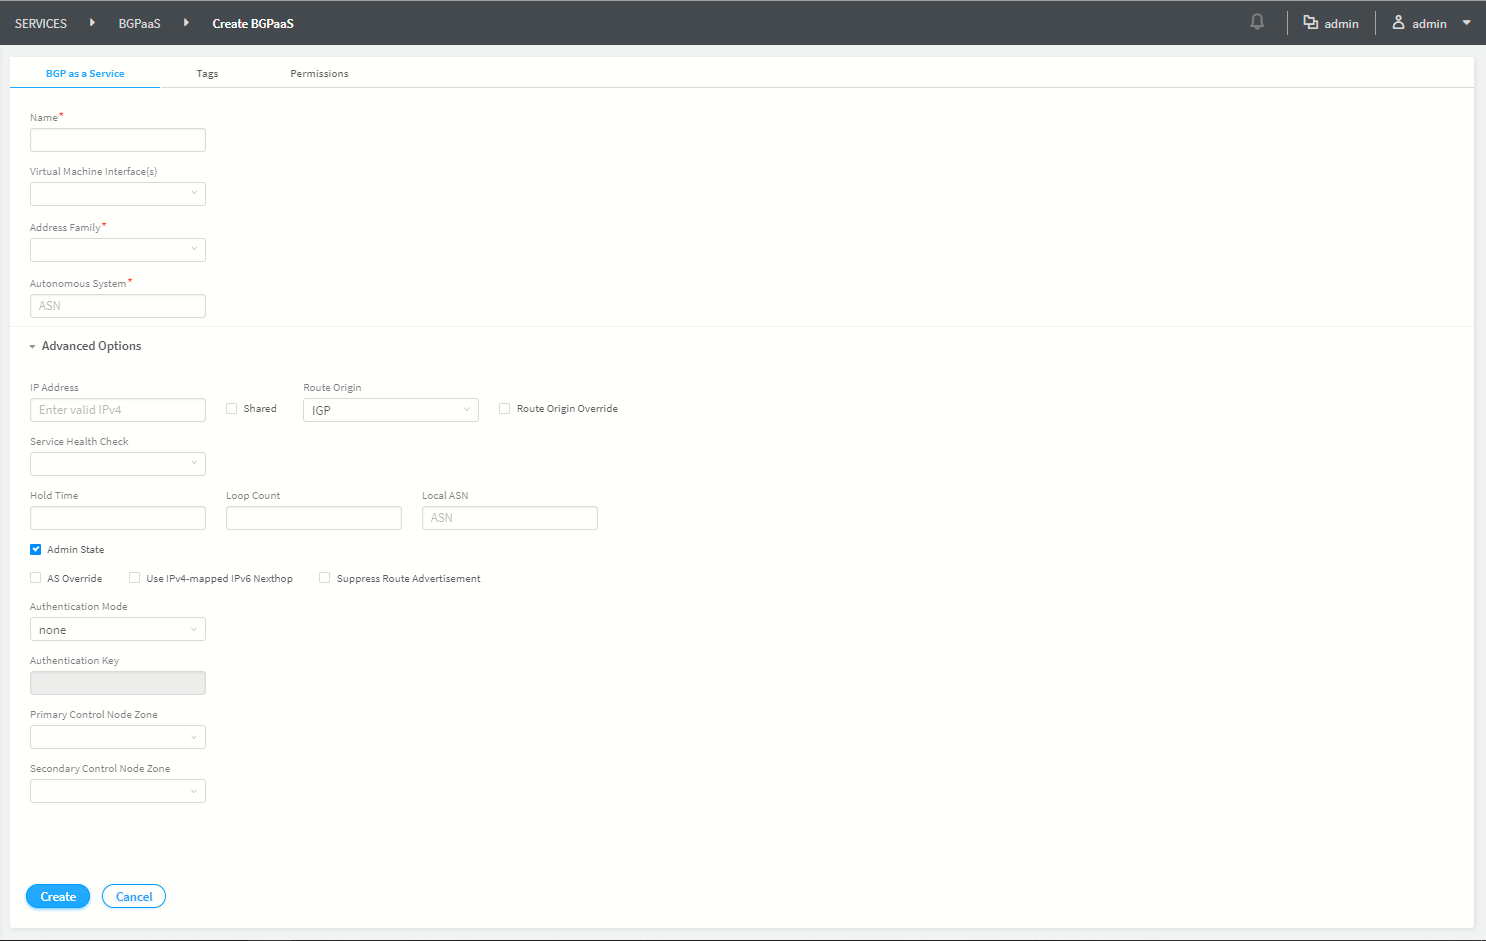 SERVICES BGPaaS Create BGPaaS admin admin
BGP as a Service Tags Permissions
Name*
Virtual Machine Interface(s)
Address Family*
Autonomous System*
ASN
Advanced Options
IP Address Route Origin
Enter valid IPv4 Shared IGP Route Origin Override
Service Health Check
Hold Time Loop Count Local ASN
ASN
Admin State
AS Override Use IPv4-mapped IPv6 Nexthop Suppress Route Advertisement
Authentication Mode
none
Authentication Key
Primary Control Node Zone
Secondary Control Node Zone
Create Cancel